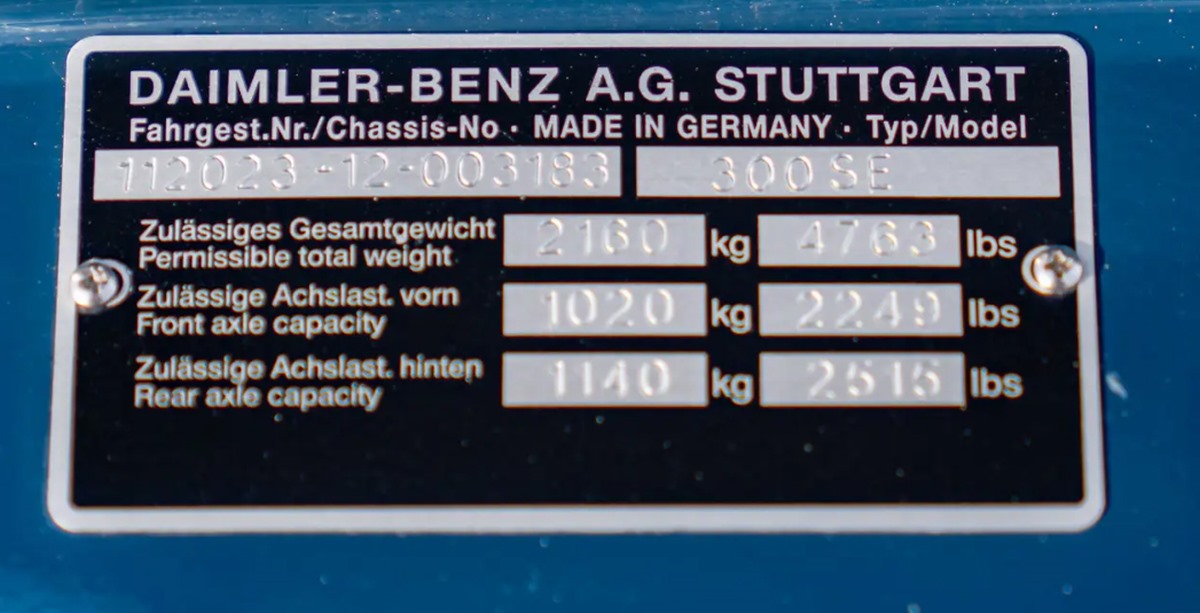 DAIMLER-BENZ A.G. STUTTGART
Fahrgest.Nr./Chassis-No · MADE IN GERMANY · Typ/Model
112023-12-003183 300SE
Zulässiges Gesamtgewicht
Permissible total weight 2160 kg 4763 lbs
Zulässige Achslast. vorn
Front axle capacity 1020 kg 2249 lbs
Zulässige Achslast. hinten
Rear axle capacity 1140 kg 2515 lbs